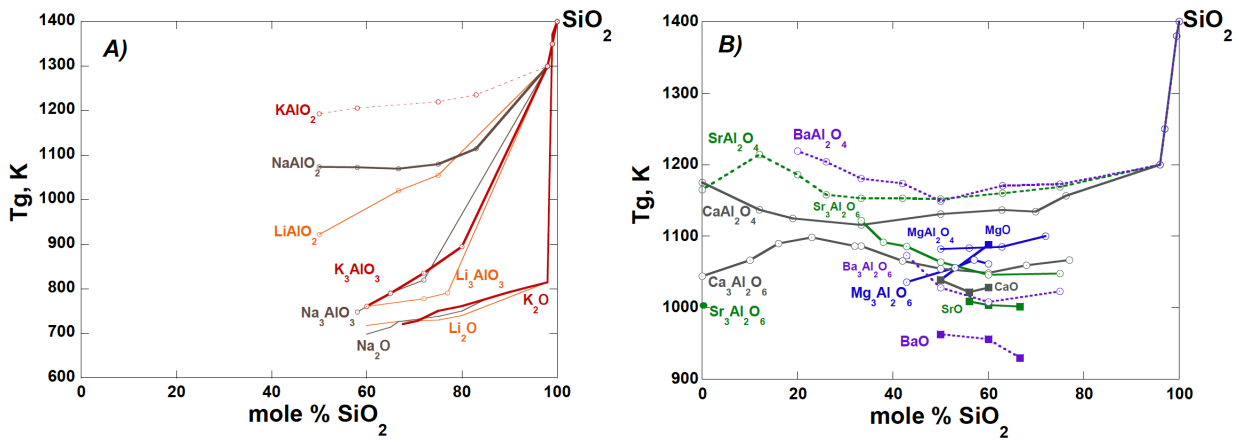 A)
SiO2
1400
1300
1200
1100
1000
900
800
700
600
Tg, K
KAlO2
NaAlO2
LiAlO2
K3AlO3
Li3AlO3
Na3AlO3
K2O
Li2O
Na2O
0
20
40
60
80
100
mole % SiO2
B)
SiO2
1400
1300
1200
1100
1000
900
Tg, K
SrAl2O4
BaAl2O4
Sr3Al2O6
CaAl2O4
MgAl2O4
MgO
Ba3Al2O6
Ca3Al2O6
Mg3Al2O6
CaO
Sr3Al2O6
SrO
BaO
0
20
40
60
80
100
mole % SiO2